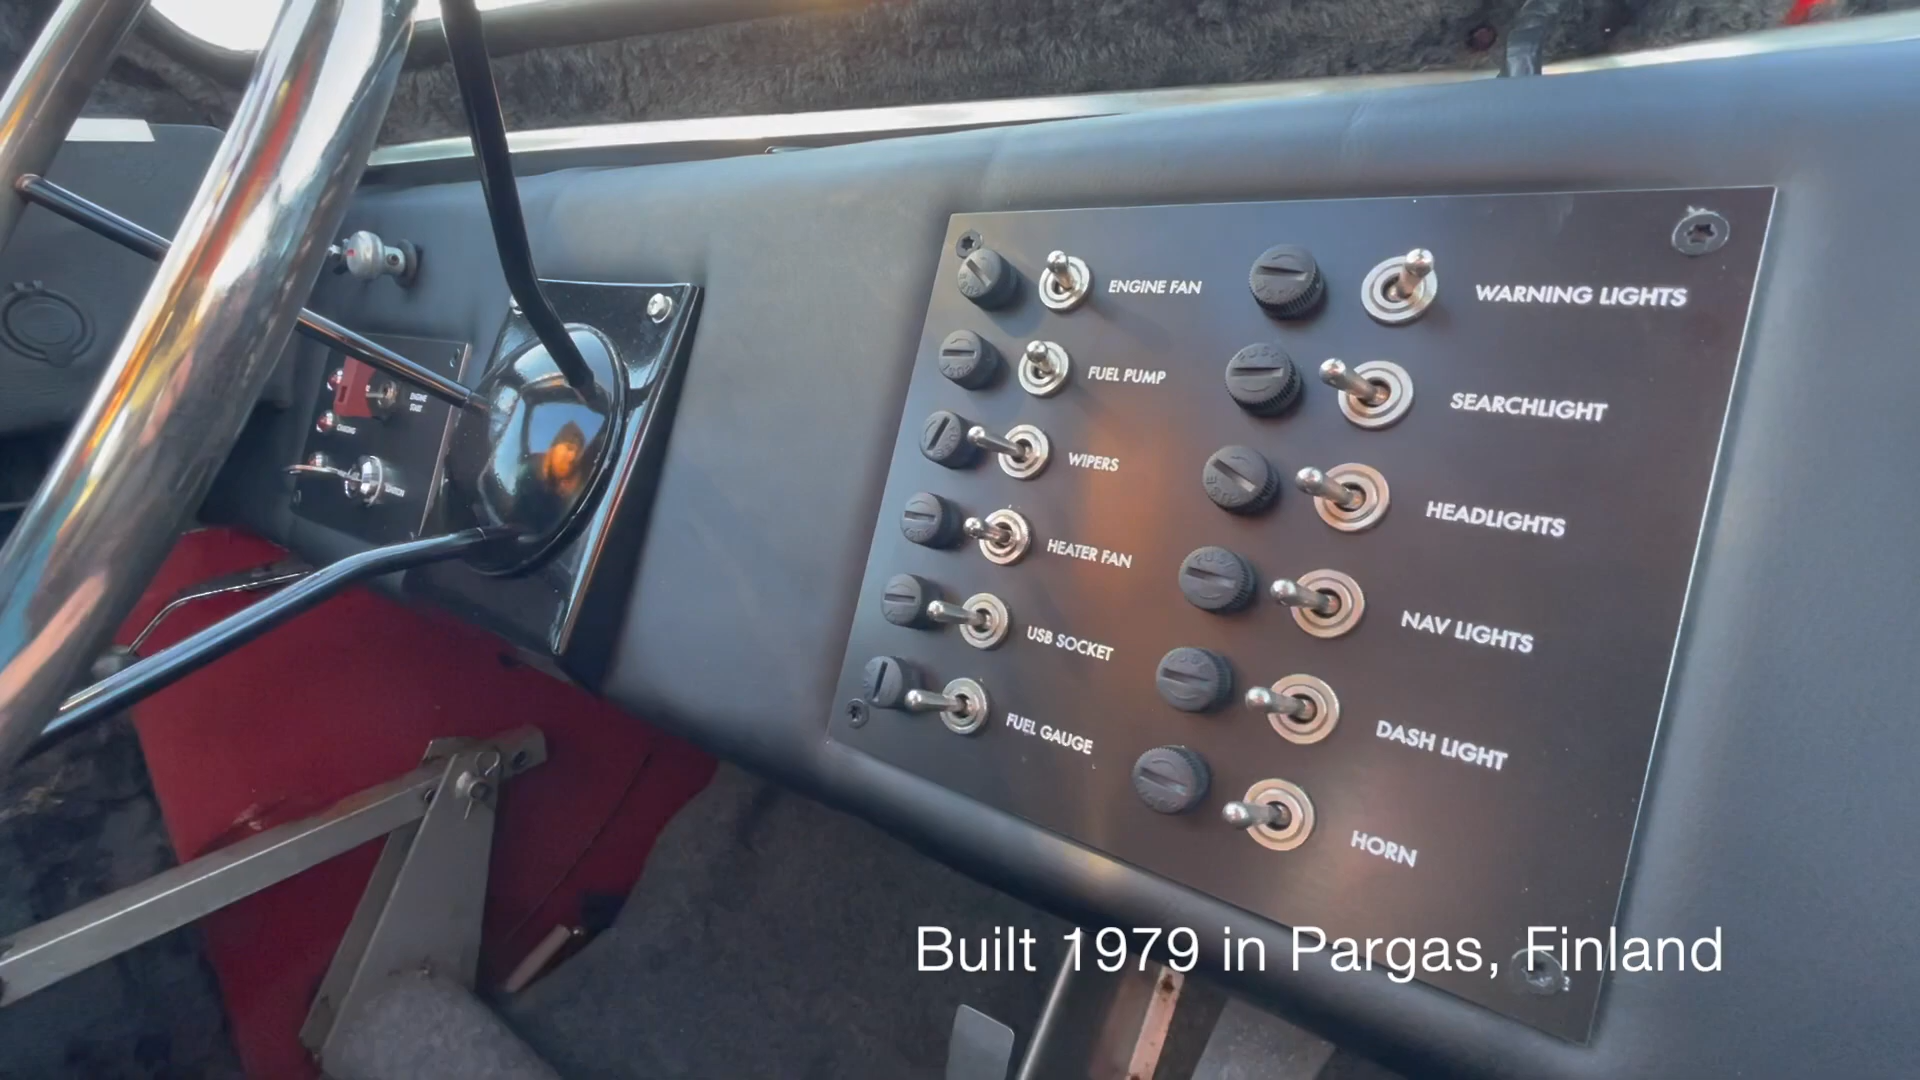 ENGINE FAN
WARNING LIGHTS
FUEL PUMP
SEARCHLIGHT
WIPERS
HEADLIGHTS
HEATER FAN
NAV LIGHTS
USB SOCKET
DASH LIGHT
FUEL GAUGE
HORN
Built 1979 in Pargas, Finland